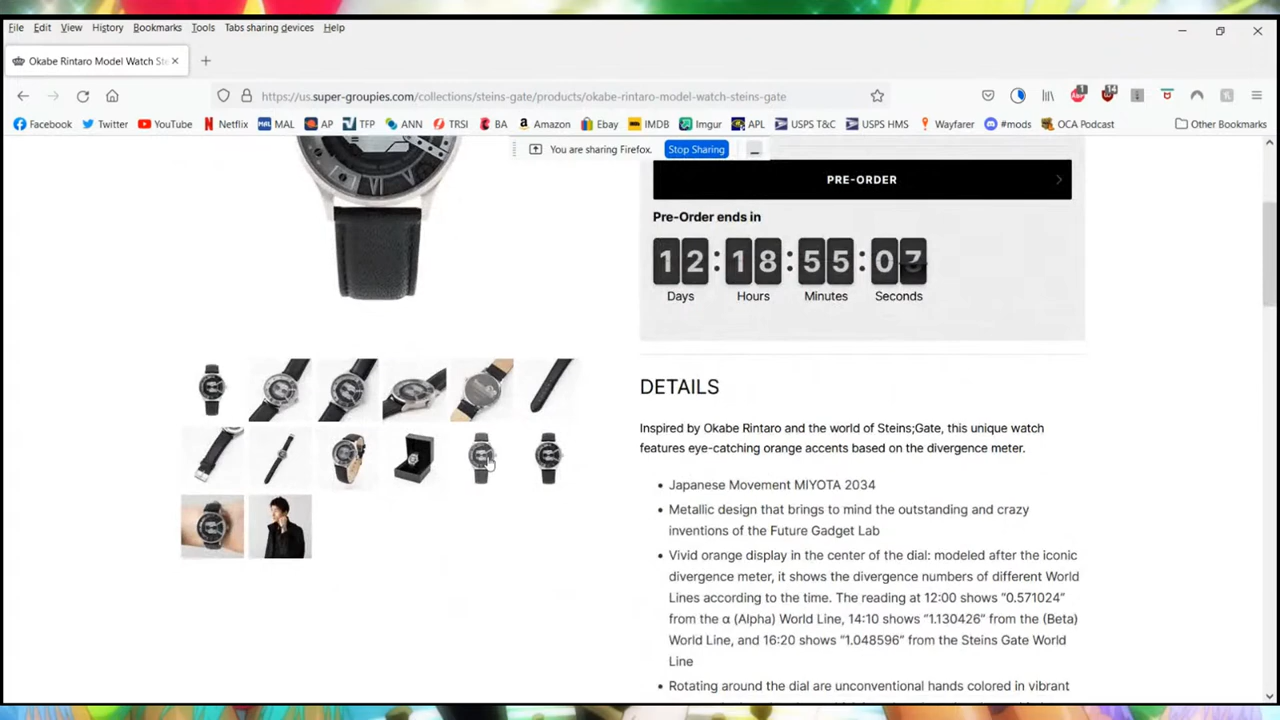 File Edit View History Bookmarks Tools Tabs sharing devices Help
Okabe Rintaro Model Watch Ste
https://us.super-groupies.com/collections/steins-gate/products/okabe-rintaro-model-watch-steins-gate
Facebook Twitter YouTube Netflix MAL AP TFP ANN TRSI BA Amazon Ebay IMDB Imgur APL USPS T&C USPS HMS Wayfarer #mods OCA Podcast Other Bookmarks
You are sharing Firefox. Stop Sharing
PRE-ORDER
Pre-Order ends in
12:18:55:0
Days Hours Minutes Seconds
DETAILS
Inspired by Okabe Rintaro and the world of Steins;Gate, this unique watch
features eye-catching orange accents based on the divergence meter.
• Japanese Movement MIYOTA 2034
• Metallic design that brings to mind the outstanding and crazy
inventions of the Future Gadget Lab
• Vivid orange display in the center of the dial: modeled after the iconic
divergence meter, it shows the divergence numbers of different World
Lines according to the time. The reading at 12:00 shows "0.571024"
from the α (Alpha) World Line, 14:10 shows "1.130426" from the (Beta)
World Line, and 16:20 shows "1.048596" from the Steins Gate World
Line
• Rotating around the dial are unconventional hands colored in vibrant